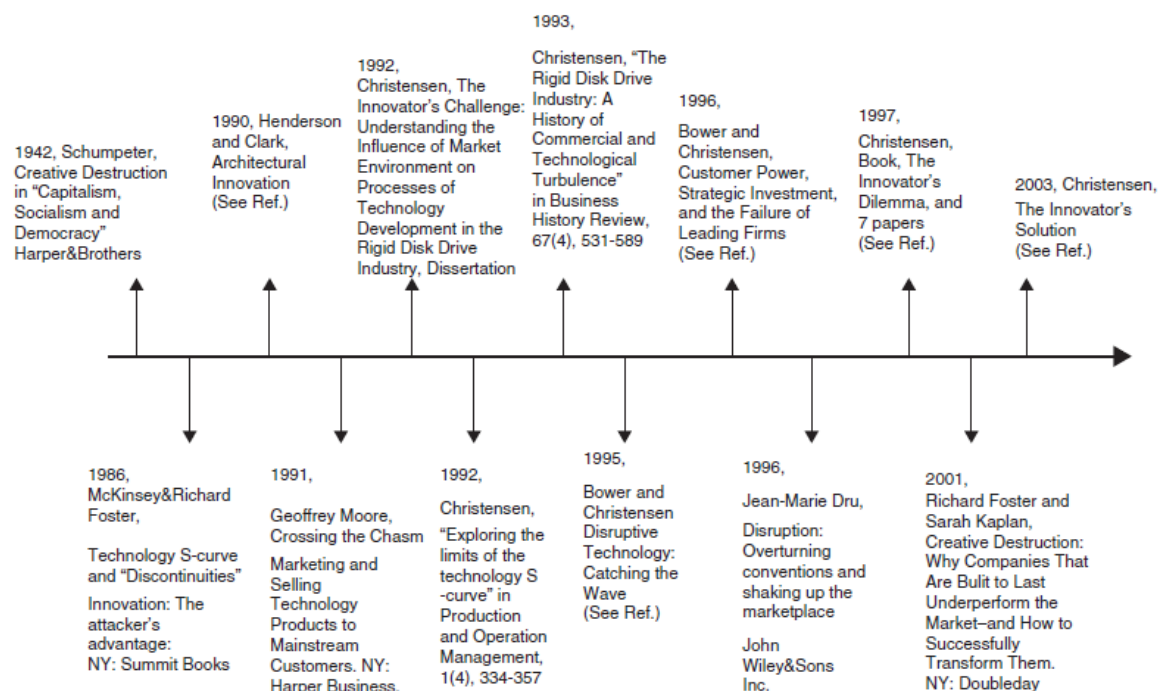 1942, Schumpeter,
Creative Destruction
in “Capitalism,
Socialism and
Democracy”
Harper&Brothers
1990, Henderson
and Clark,
Architectural
Innovation
(See Ref.)
1992,
Christensen, The
Innovator’s Challenge:
Understanding the
Influence of Market
Environment on
Processes of
Technology
Development in the
Rigid Disk Drive
Industry, Dissertation
1993,
Christensen, “The
Rigid Disk Drive
Industry: A
History of
Commercial and
Technological
Turbulence”
in Business
History Review,
67(4), 531-589
1996,
Bower and
Christensen,
Customer Power,
Strategic Investment,
and the Failure of
Leading Firms
(See Ref.)
1997,
Christensen,
Book, The
Innovator’s
Dilemma, and
7 papers
(See Ref.)
2003, Christensen,
The Innovator’s
Solution
(See Ref.)
1986,
McKinsey&Richard
Foster,
Technology S-curve
and “Discontinuities”
Innovation: The
attacker’s
advantage:
NY: Summit Books
1991,
Geoffrey Moore,
Crossing the Chasm
Marketing and
Selling
Technology
Products to
Mainstream
Customers. NY:
Harper Business.
1992,
Christensen,
“Exploring the
limits of the
technology S
-curve” in
Production
and Operation
Management,
1(4), 334-357
1995,
Bower and
Christensen
Disruptive
Technology:
Catching the
Wave
(See Ref.)
1996,
Jean-Marie Dru,
Disruption:
Overturning
conventions and
shaking up the
marketplace
John
Wiley&Sons
Inc.
2001,
Richard Foster and
Sarah Kaplan,
Creative Destruction:
Why Companies That
Are Bulit to Last
Underperform the
Market–and How to
Successfully
Transform Them.
NY: Doubleday